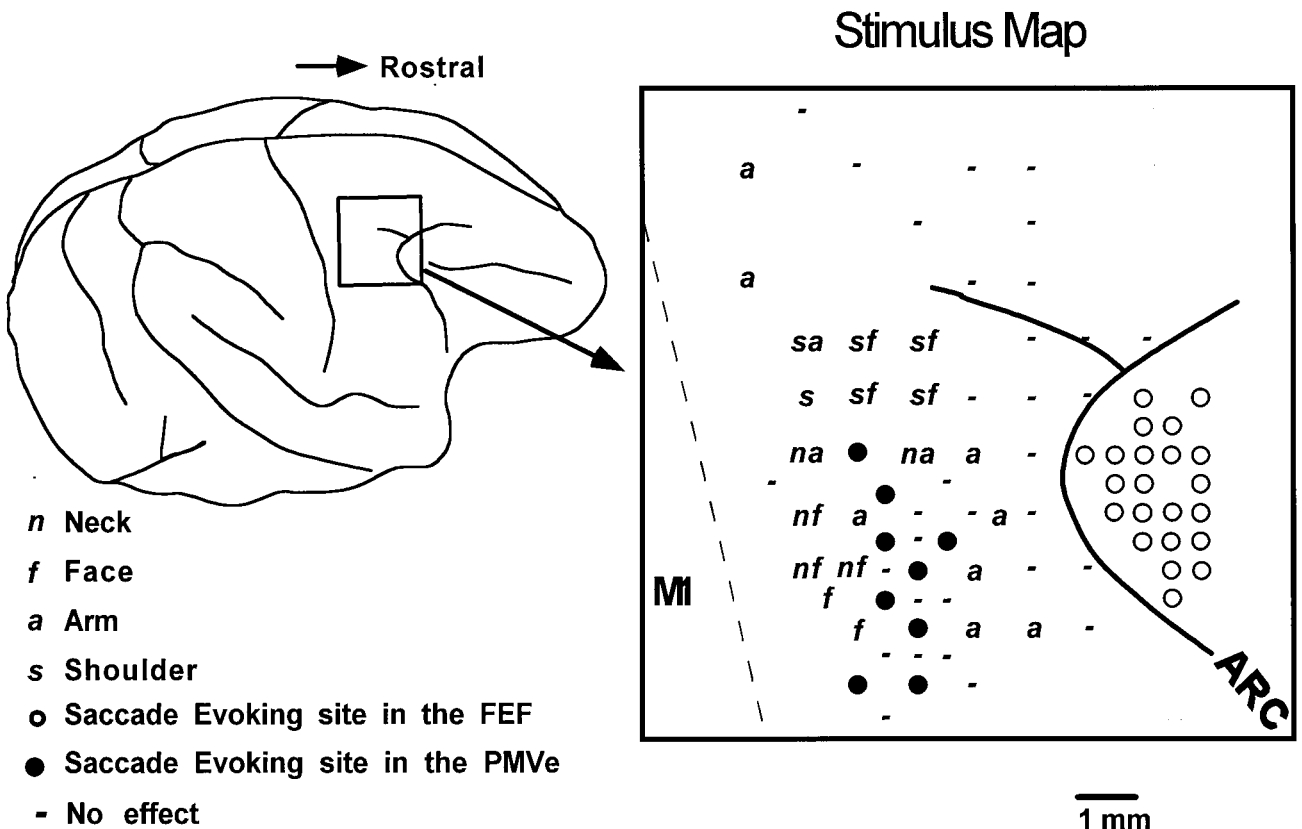 Stimulus Map
Rostral
-
a - - -
- -
a - -
sa sf sf - - -
s sf sf - - -
na na a -
- -
nf a - - a -
-
nf nf - a - -
f - -
f a a -
- - -
-
-
M1
ARC
n Neck
f Face
a Arm
s Shoulder
Saccade Evoking site in the FEF
Saccade Evoking site in the PMVe
- No effect
1 mm